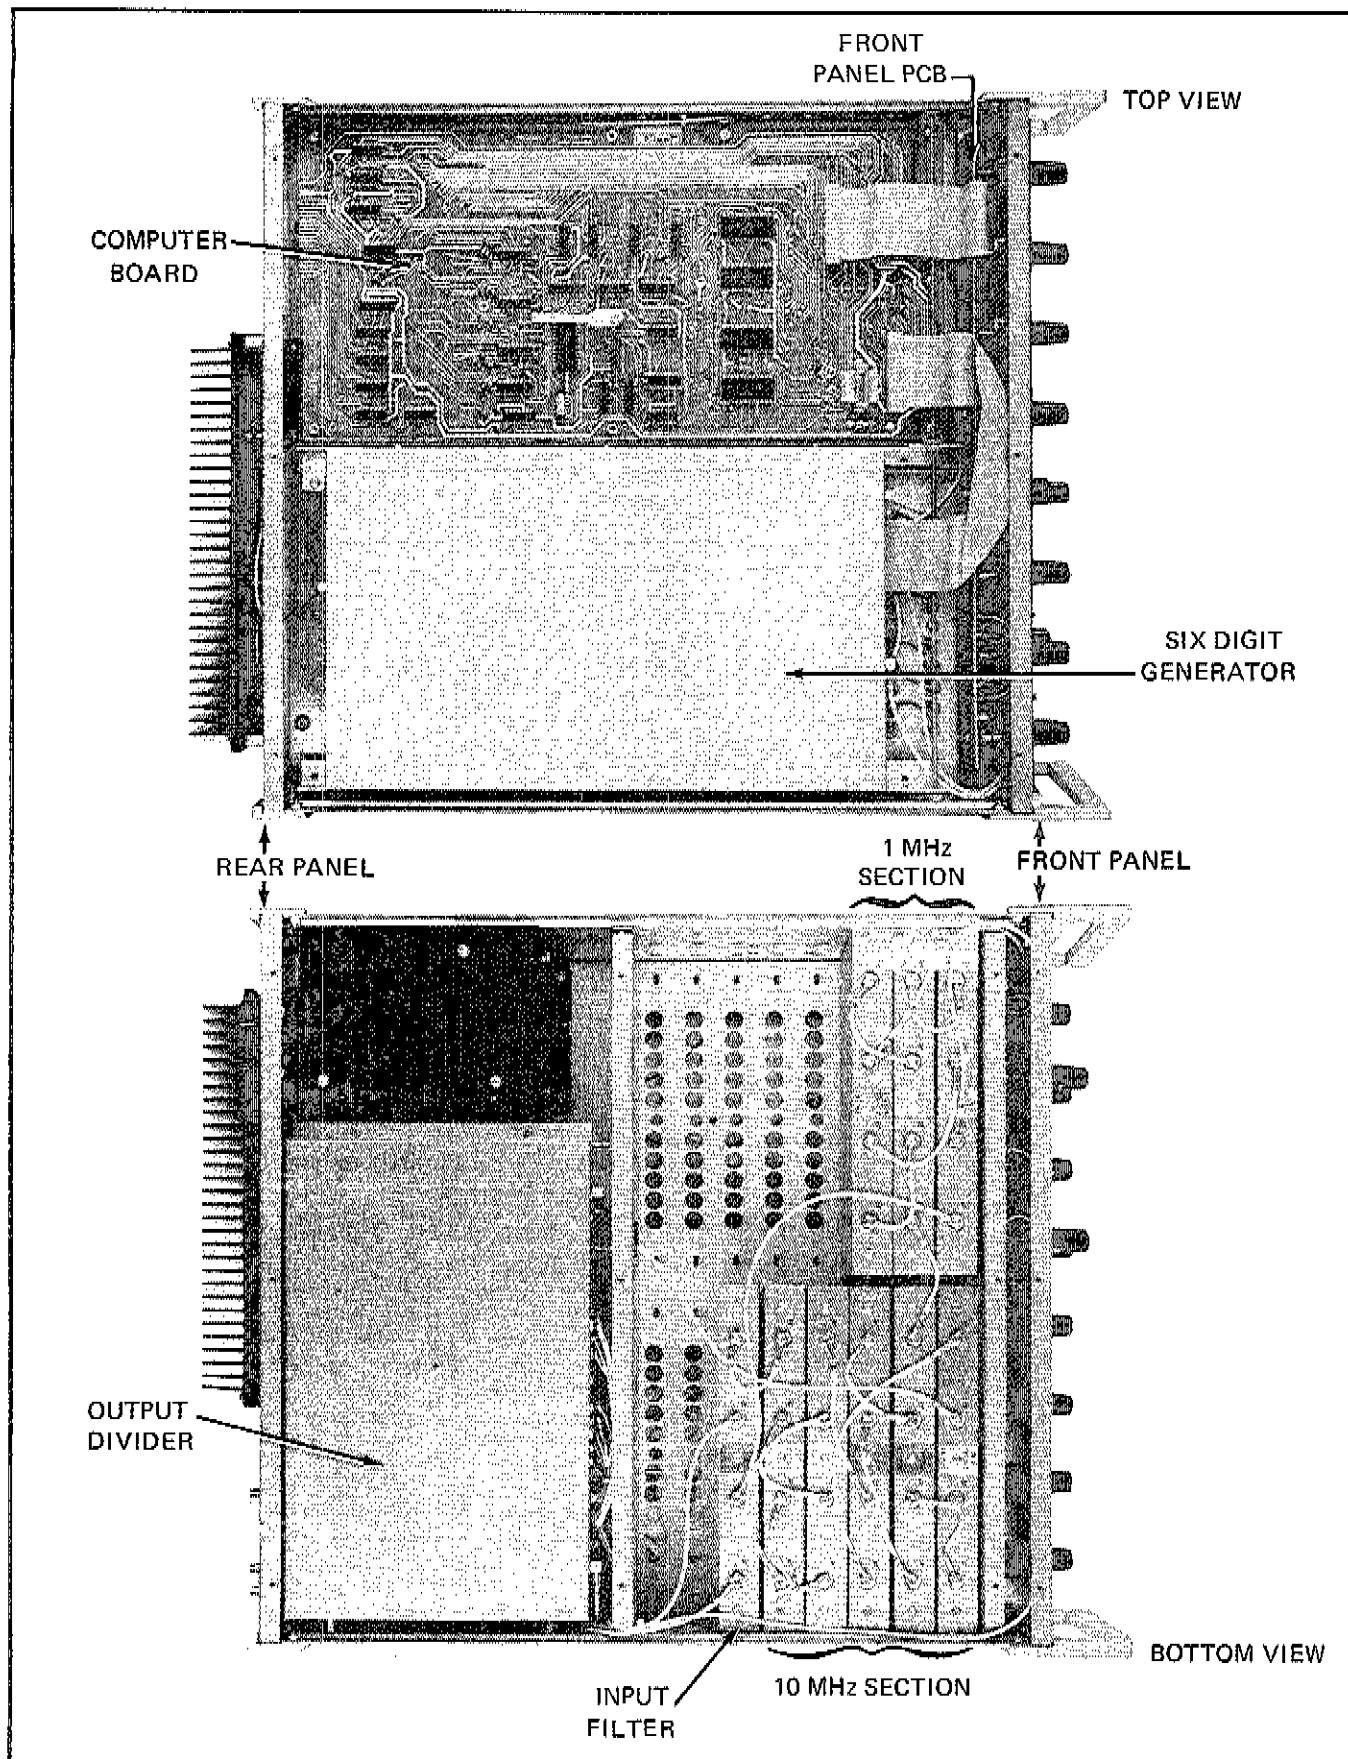 FRONT
PANEL PCB
TOP VIEW
COMPUTER
BOARD
SIX DIGIT
GENERATOR
REAR PANEL
1 MHz
SECTION
FRONT PANEL
OUTPUT
DIVIDER
BOTTOM VIEW
10 MHz SECTION
INPUT
FILTER